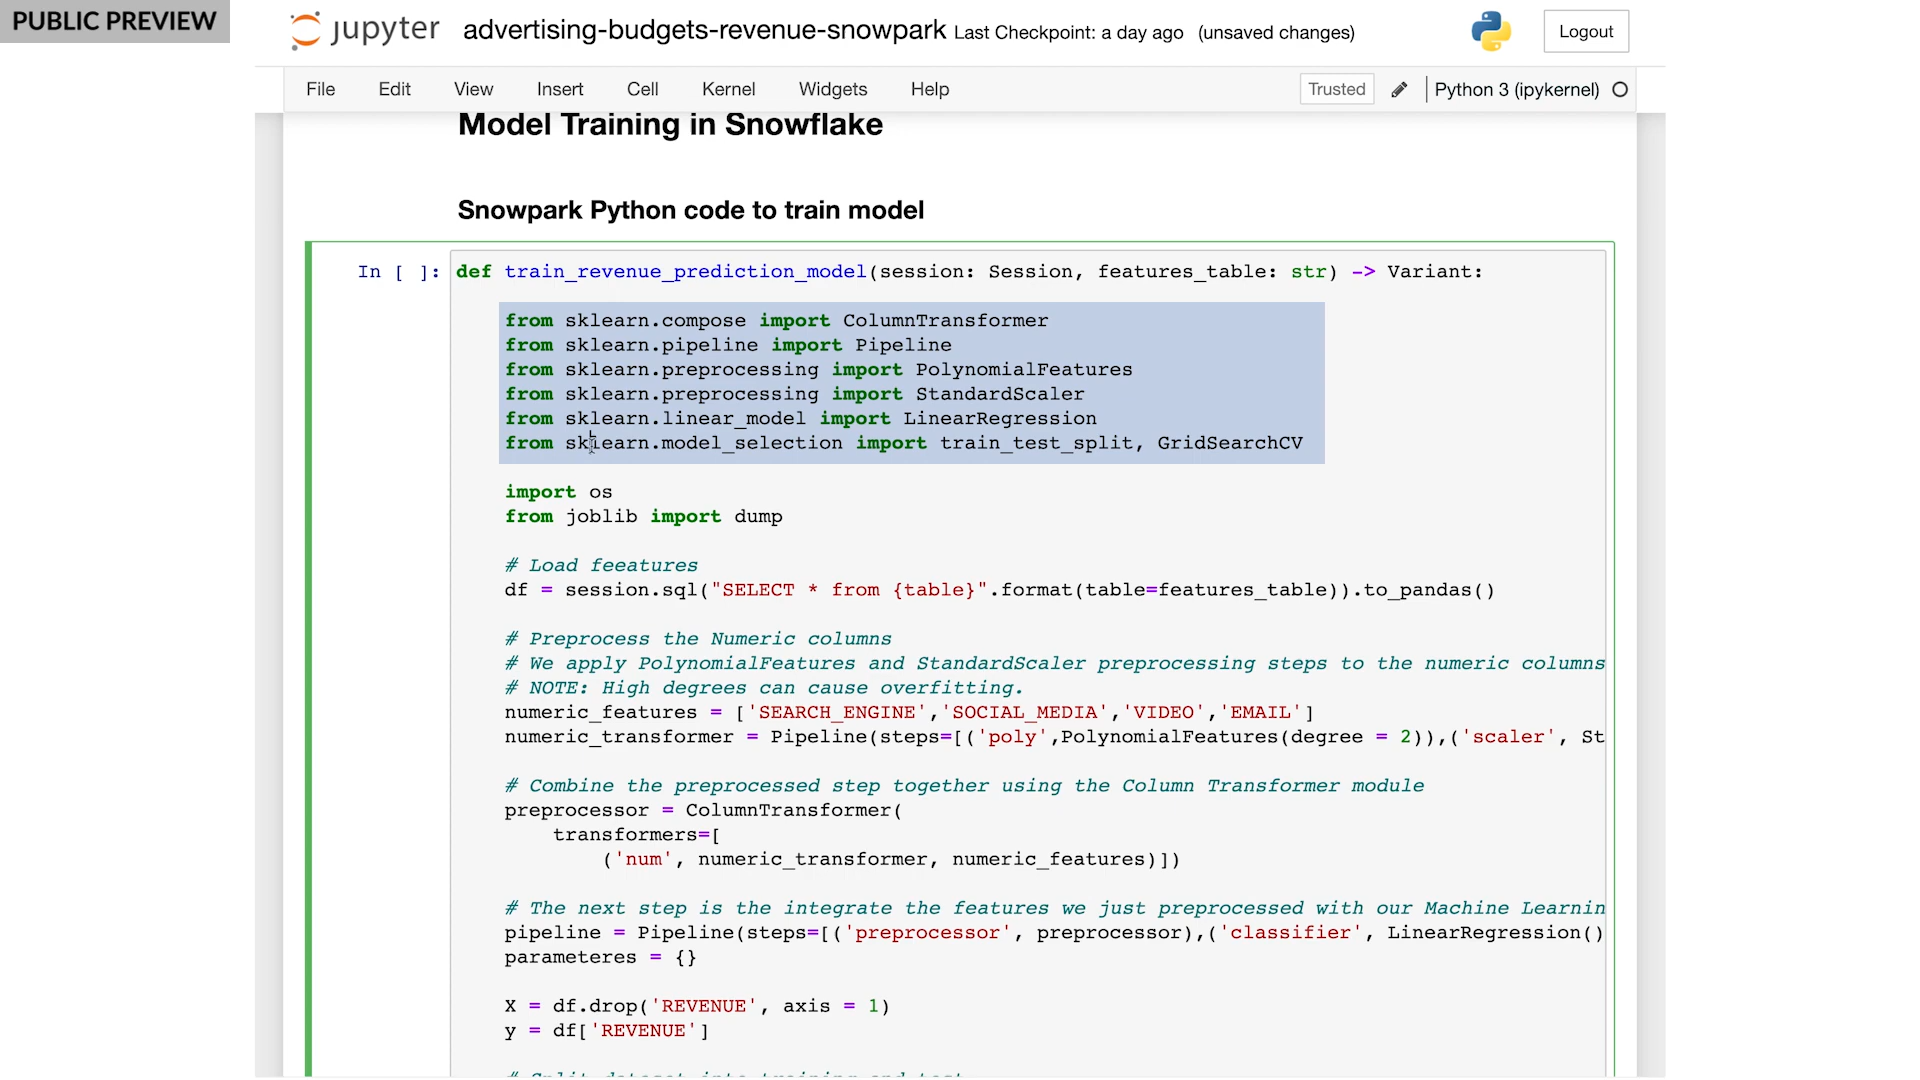 PUBLIC PREVIEW
jupyter advertising-budgets-revenue-snowpark Last Checkpoint: a day ago (unsaved changes) Logout
File Edit View Insert Cell Kernel Widgets Help Trusted Python 3 (ipykernel)
Model Training in Snowflake
Snowpark Python code to train model
In [ ]: def train_revenue_prediction_model(session: Session, features_table: str) -> Variant:
from sklearn.compose import ColumnTransformer
from sklearn.pipeline import Pipeline
from sklearn.preprocessing import PolynomialFeatures
from sklearn.preprocessing import StandardScaler
from sklearn.linear_model import LinearRegression
from sklearn.model_selection import train_test_split, GridSearchCV
import os
from joblib import dump
# Load feeatures
df = session.sql("SELECT * from {table}".format(table=features_table)).to_pandas()
# Preprocess the Numeric columns
# We apply PolynomialFeatures and StandardScaler preprocessing steps to the numeric columns
# NOTE: High degrees can cause overfitting.
numeric_features = ['SEARCH_ENGINE','SOCIAL_MEDIA','VIDEO','EMAIL']
numeric_transformer = Pipeline(steps=[('poly',PolynomialFeatures(degree = 2)),('scaler', St
# Combine the preprocessed step together using the Column Transformer module
preprocessor = ColumnTransformer(
transformers=[
('num', numeric_transformer, numeric_features)])
# The next step is the integrate the features we just preprocessed with our Machine Learnin
pipeline = Pipeline(steps=[('preprocessor', preprocessor),('classifier', LinearRegression()
parameteres = {}
X = df.drop('REVENUE', axis = 1)
y = df['REVENUE']
# Split dataset into training and test